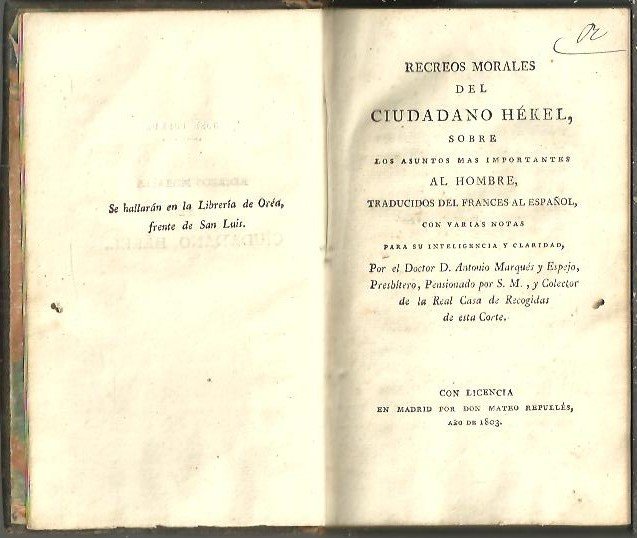 Se hallarán en la Librería de Oréa,
frente de San Luis.
RECREOS MORALES
DEL
CIUDADANO HÉKEL,
SOBRE
LOS ASUNTOS MAS IMPORTANTES
AL HOMBRE,
TRADUCIDOS DEL FRANCES AL ESPAÑOL,
CON VARIAS NOTAS
PARA SU INTELIGENCIA Y CLARIDAD,
Por el Doctor D. Antonio Marqués y Espejo,
Presbítero, Pensionado por S. M., y Colector
de la Real Casa de Recogidas
de esta Corte.
CON LICENCIA
EN MADRID POR DON MATEO REPULLÉS,
AÑO DE 1803.